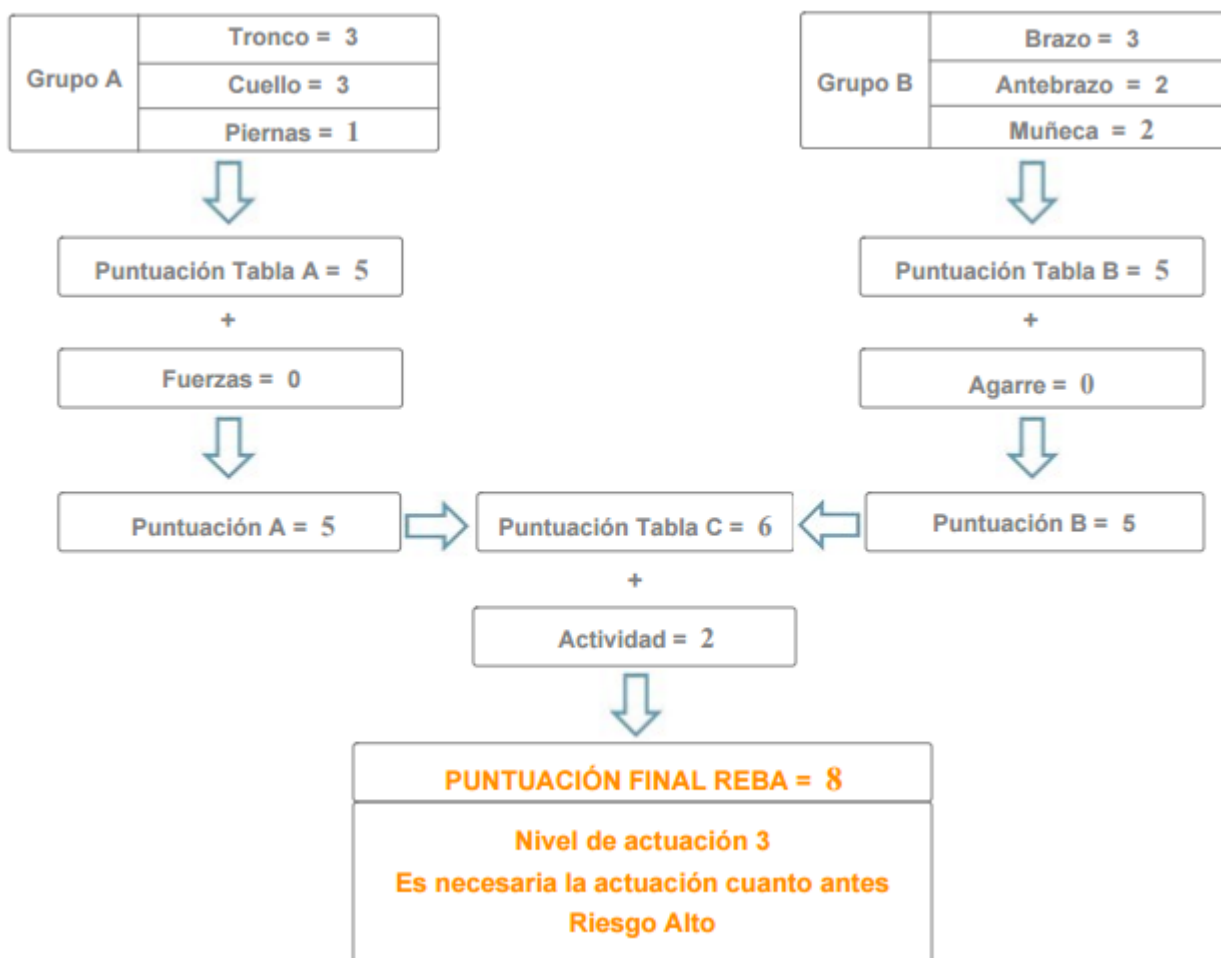 Grupo A
Tronco = 3
Cuello = 3
Piernas = 1
Grupo B
Brazo = 3
Antebrazo = 2
Muñeca = 2
Puntuación Tabla A = 5
Puntuación Tabla B = 5
+
+
Fuerzas = 0
Agarre = 0
Puntuación A = 5
Puntuación Tabla C = 6
Puntuación B = 5
+
Actividad = 2
PUNTUACIÓN FINAL REBA = 8
Nivel de actuación 3
Es necesaria la actuación cuanto antes
Riesgo Alto